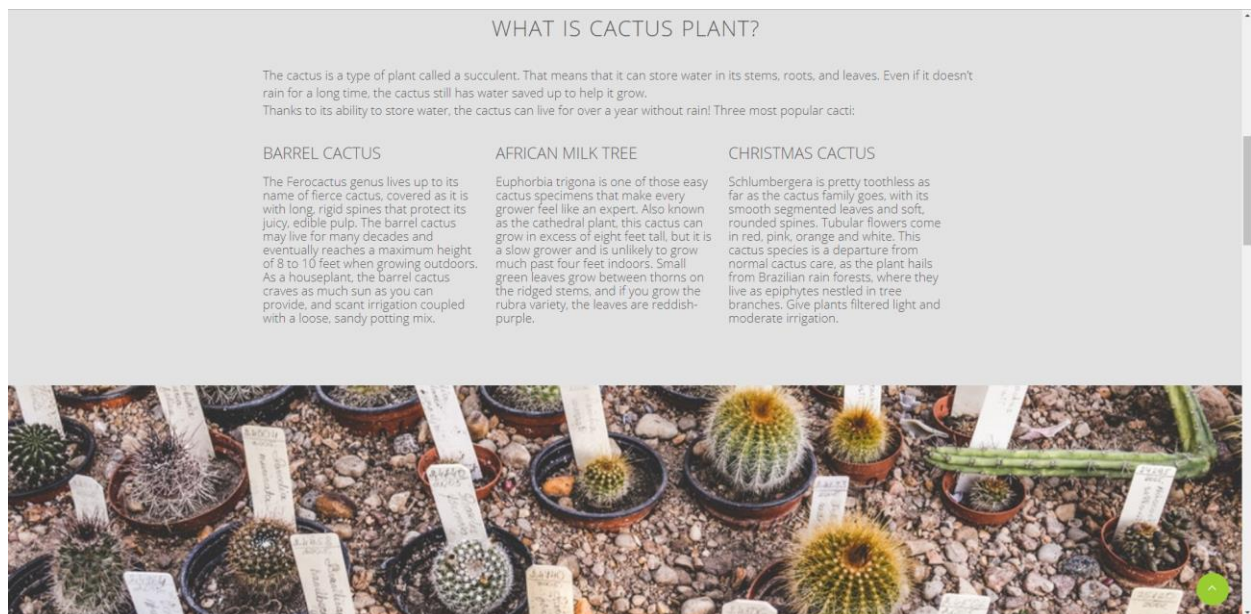 WHAT IS CACTUS PLANT?
The cactus is a type of plant called a succulent. That means that it can store water in its stems, roots, and leaves. Even if it doesn't
rain for a long time, the cactus still has water saved up to help it grow.
Thanks to its ability to store water, the cactus can live for over a year without rain! Three most popular cacti:
BARREL CACTUS
The Ferocactus genus lives up to its
name of fierce cactus, covered as it is
with long, rigid spines that protect its
juicy, edible pulp. The barrel cactus
may live for many decades and
eventually reaches a maximum height
of 8 to 10 feet when growing outdoors.
As a houseplant, the barrel cactus
craves as much sun as you can
provide, and scant irrigation coupled
with a loose, sandy potting mix.
AFRICAN MILK TREE
Euphorbia trigona is one of those easy
cactus specimens that make every
grower feel like an expert. Also known
as the cathedral plant, this cactus can
grow in excess of eight feet tall, but it is
a slow grower and is unlikely to grow
much past four feet indoors. Small
green leaves grow between thorns on
the ridged stems, and if you grow the
rubra variety, the leaves are reddish-
purple.
CHRISTMAS CACTUS
Schlumbergera is pretty toothless as
far as the cactus family goes, with its
smooth segmented leaves and soft,
rounded spines. Tubular flowers come
in red, pink, orange and white. This
cactus species is a departure from
normal cactus care, as the plant hails
from Brazilian rain forests, where they
live as epiphytes nestled in tree
branches. Give plants filtered light and
moderate irrigation.